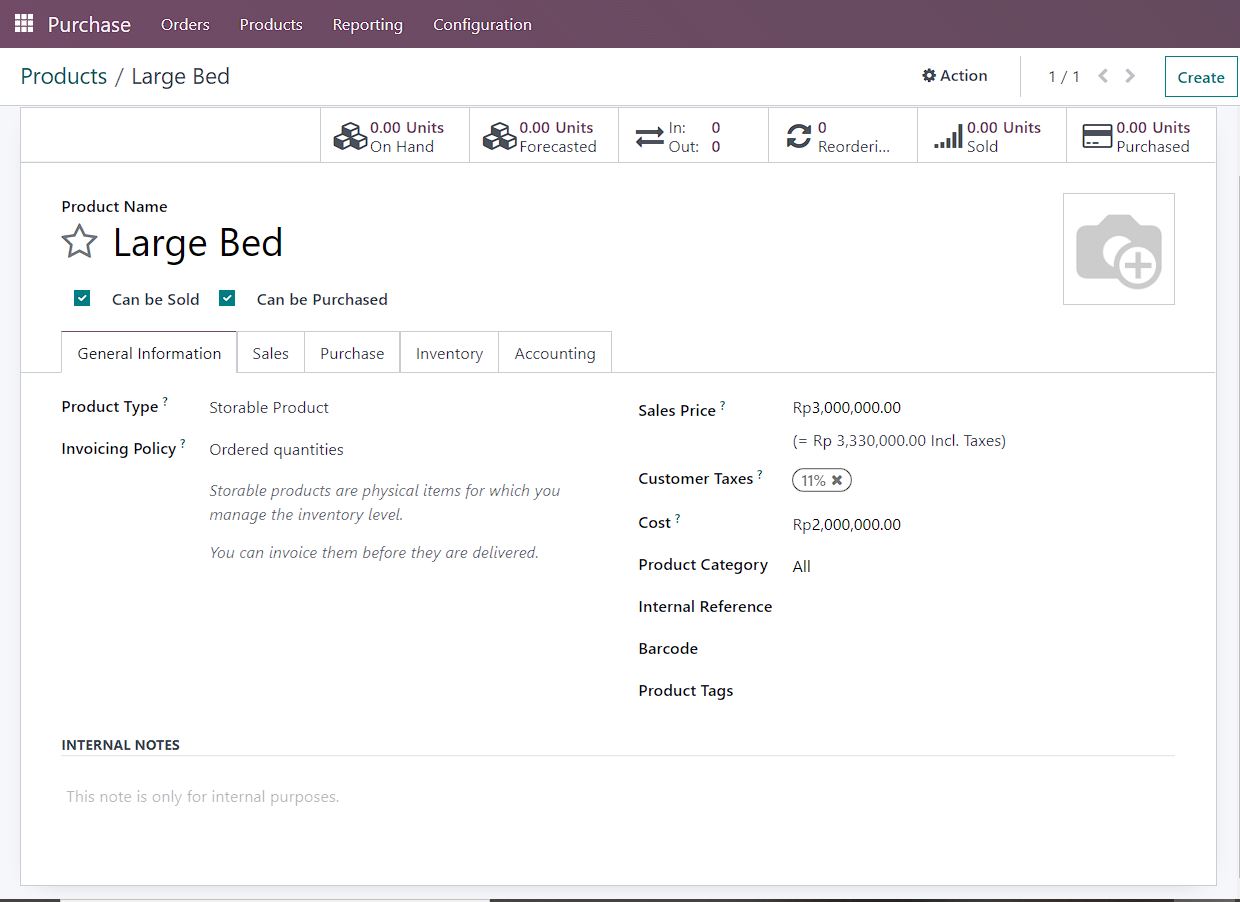 Purchase Orders Products Reporting Configuration
Products / Large Bed Action 1 / 1 Create
0.00 Units On Hand
0.00 Units Forecasted
In: 0
Out: 0
0 Reorderi...
0.00 Units Sold
0.00 Units Purchased
Product Name
Large Bed
Can be Sold Can be Purchased
General Information Sales Purchase Inventory Accounting
Product Type ? Storable Product
Invoicing Policy ? Ordered quantities
Storable products are physical items for which you
manage the inventory level.
You can invoice them before they are delivered.
Sales Price ? Rp3,000,000.00
(= Rp 3,330,000.00 Incl. Taxes)
Customer Taxes ? 11% ✖
Cost ? Rp2,000,000.00
Product Category All
Internal Reference
Barcode
Product Tags
INTERNAL NOTES
This note is only for internal purposes.